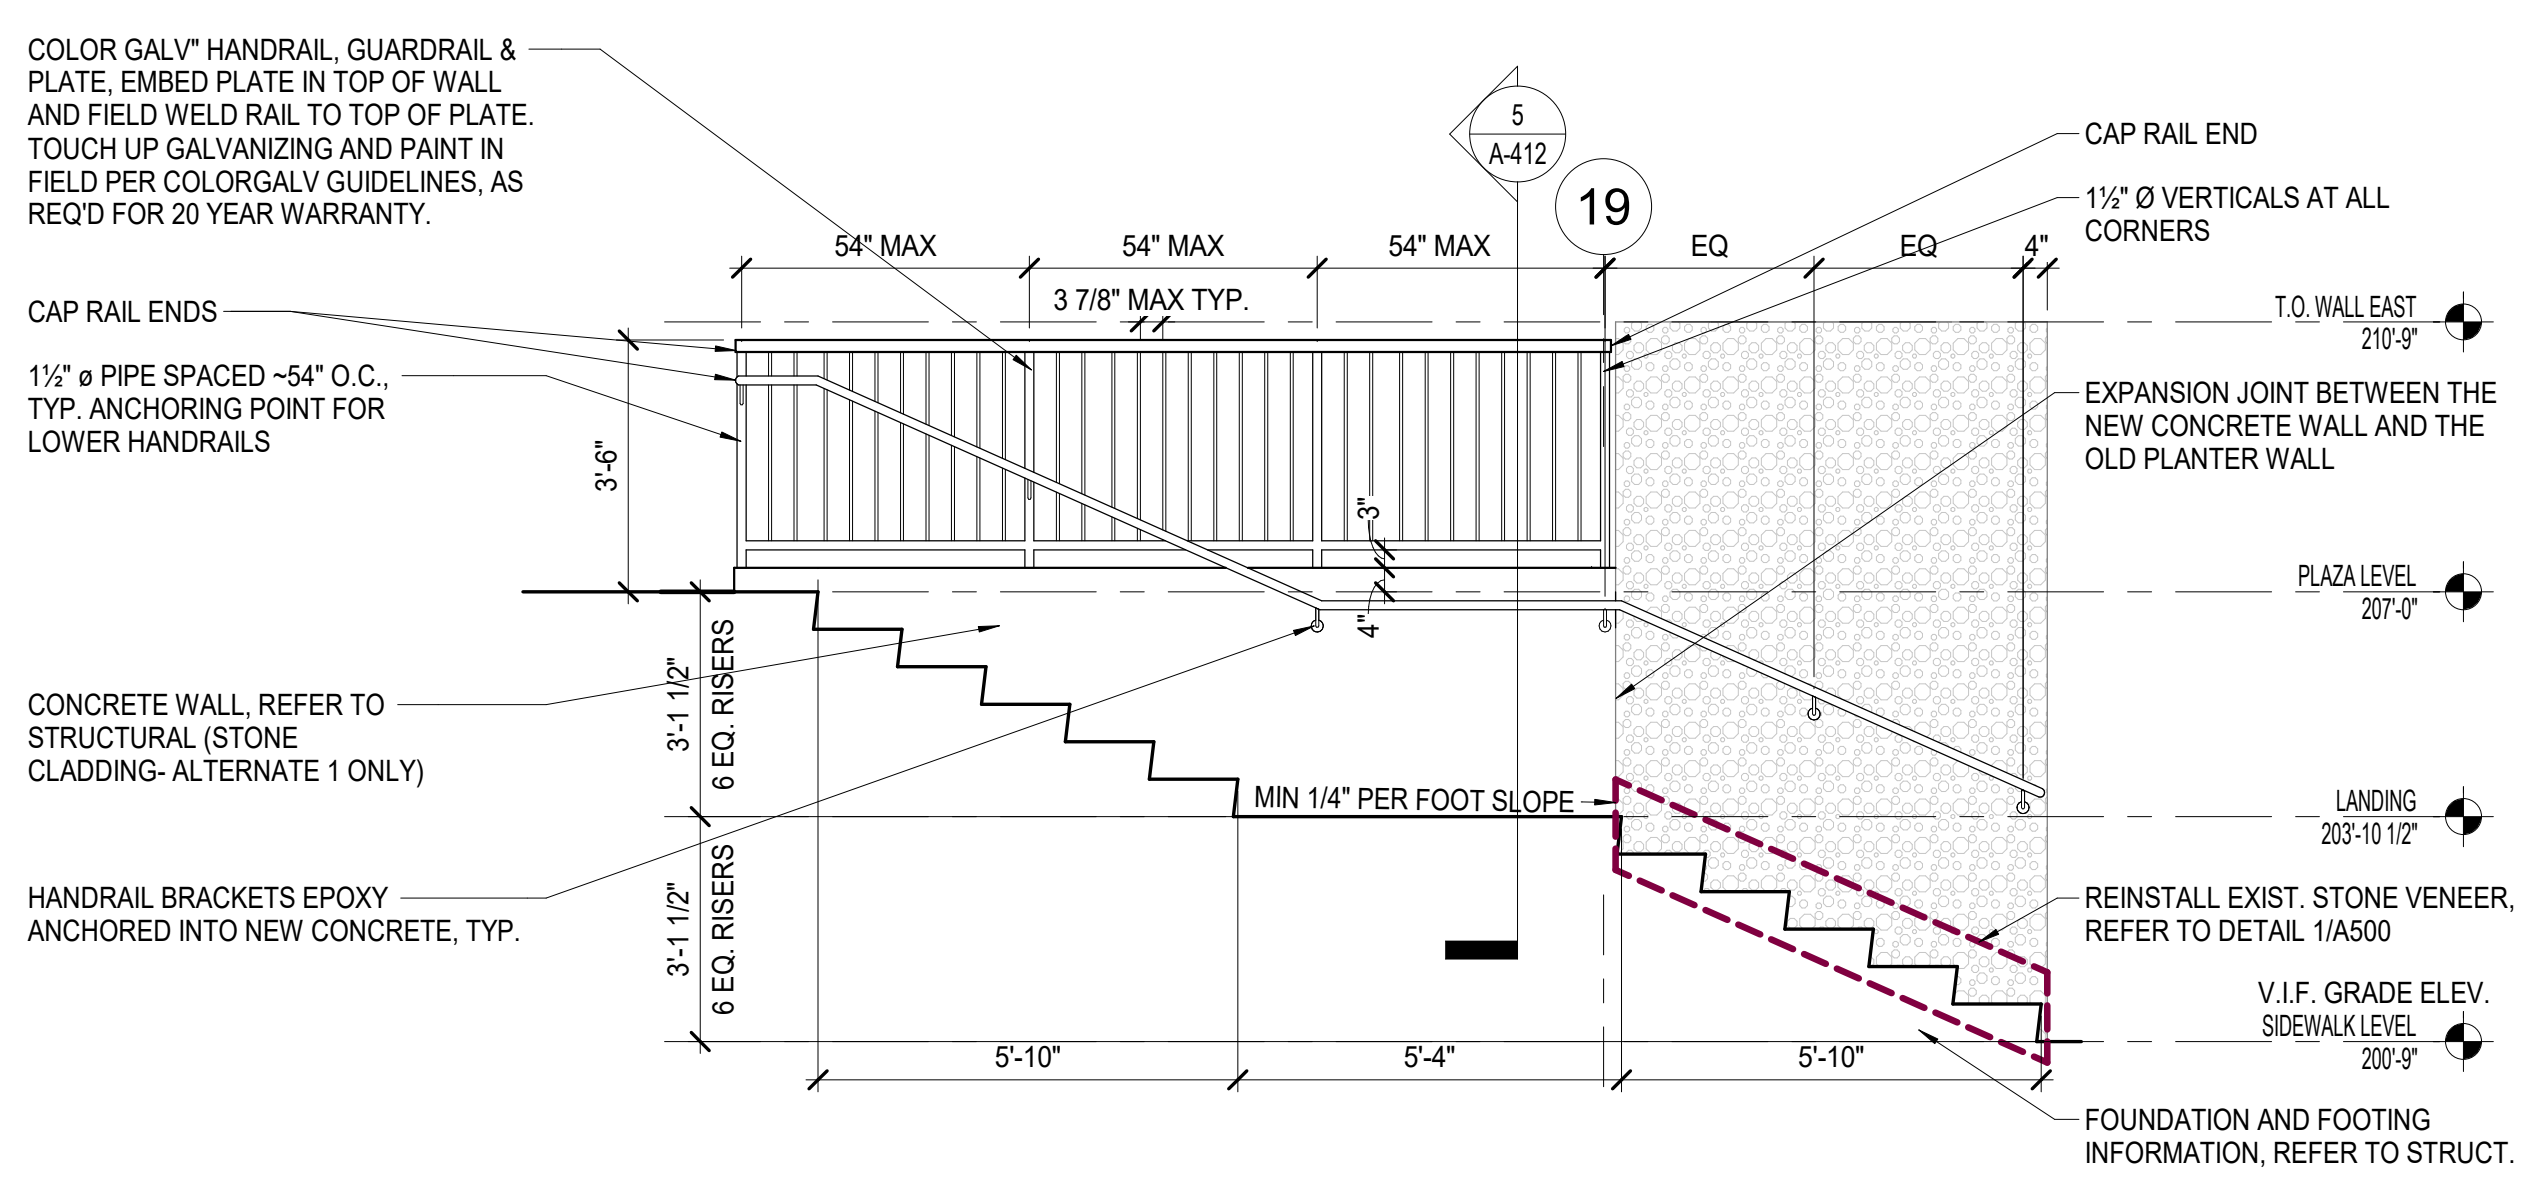 COLOR GALV" HANDRAIL, GUARDRAIL &
PLATE, EMBED PLATE IN TOP OF WALL
AND FIELD WELD RAIL TO TOP OF PLATE.
TOUCH UP GALVANIZING AND PAINT IN
FIELD PER COLORGALV GUIDELINES, AS
REQ'D FOR 20 YEAR WARRANTY.
CAP RAIL ENDS
1½" ø PIPE SPACED ~54" O.C.,
TYP. ANCHORING POINT FOR
LOWER HANDRAILS
CONCRETE WALL, REFER TO
STRUCTURAL (STONE
CLADDING- ALTERNATE 1 ONLY)
HANDRAIL BRACKETS EPOXY
ANCHORED INTO NEW CONCRETE, TYP.
5
A-412
19
54" MAX
54" MAX
54" MAX
EQ
EQ
4"
3 7/8" MAX TYP.
3'-6"
3"
4"
3'-1 1/2"
6 EQ. RISERS
3'-1 1/2"
6 EQ. RISERS
MIN 1/4" PER FOOT SLOPE
5'-10"
5'-4"
5'-10"
CAP RAIL END
1½" Ø VERTICALS AT ALL
CORNERS
T.O. WALL EAST
210'-9"
EXPANSION JOINT BETWEEN THE
NEW CONCRETE WALL AND THE
OLD PLANTER WALL
PLAZA LEVEL
207'-0"
LANDING
203'-10 1/2"
REINSTALL EXIST. STONE VENEER,
REFER TO DETAIL 1/A500
V.I.F. GRADE ELEV.
SIDEWALK LEVEL
200'-9"
FOUNDATION AND FOOTING
INFORMATION, REFER TO STRUCT.